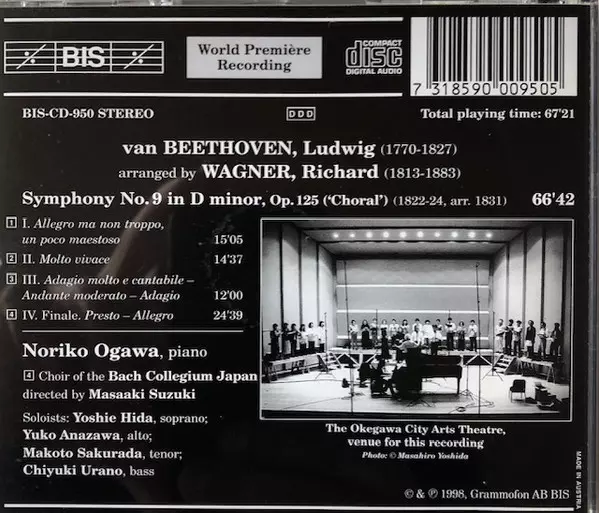 BIS
World Première
Recording
COMPACT
disc
DIGITAL AUDIO
7 318590 009505
BIS-CD-950 STEREO
DDD
Total playing time: 67'21
van BEETHOVEN, Ludwig (1770-1827)
arranged by WAGNER, Richard (1813-1883)
Symphony No. 9 in D minor, Op. 125 (‘Choral’) (1822-24, arr. 1831) 66'42
1 I. Allegro ma non troppo,
un poco maestoso 15'05
2 II. Molto vivace 14'37
3 III. Adagio molto e cantabile –
Andante moderato – Adagio 12'00
4 IV. Finale. Presto – Allegro 24'39
Noriko Ogawa, piano
4 Choir of the Bach Collegium Japan
directed by Masaaki Suzuki
Soloists: Yoshie Hida, soprano;
Yuko Anazawa, alto;
Makoto Sakurada, tenor;
Chiyuki Urano, bass
The Okegawa City Arts Theatre,
venue for this recording
Photo: © Masahiro Yoshida
MADE IN AUSTRIA
© & ℗ 1998, Grammofon AB BIS